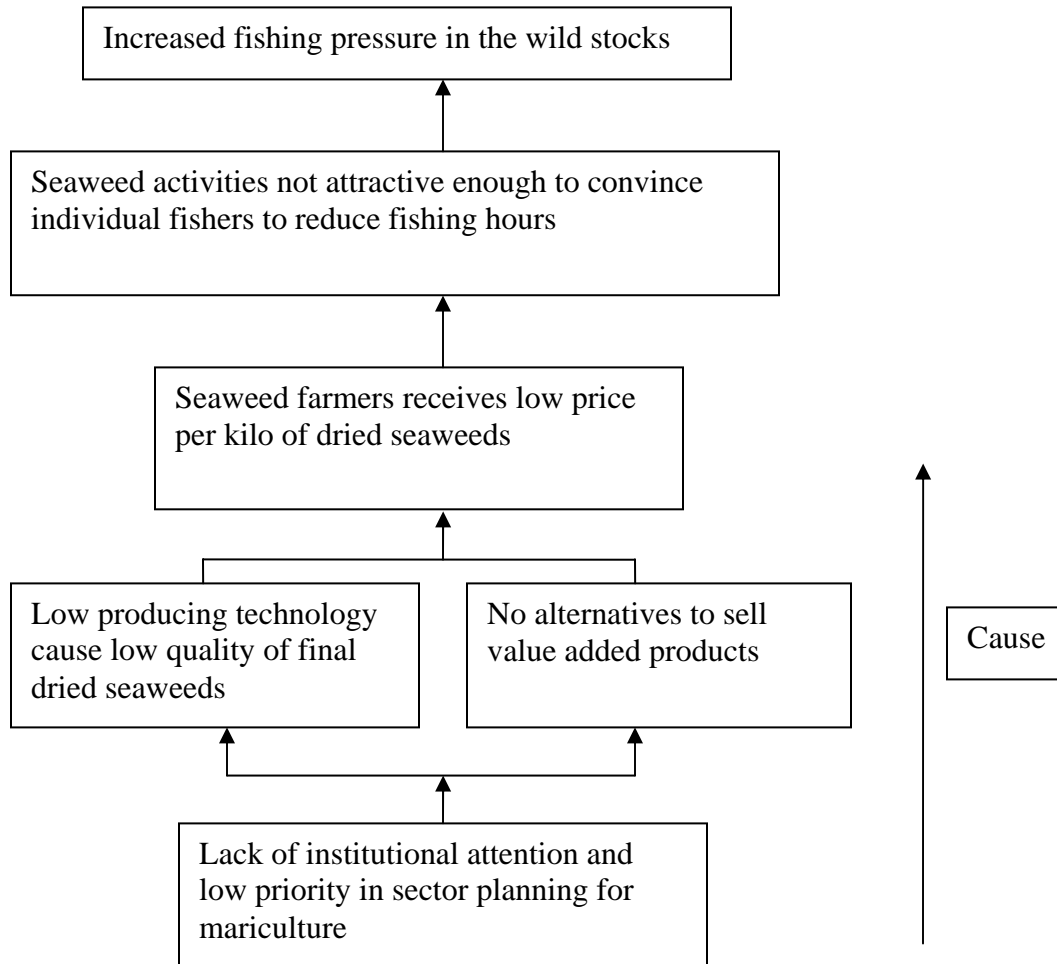 Increased fishing pressure in the wild stocks
Seaweed activities not attractive enough to convince
individual fishers to reduce fishing hours
Seaweed farmers receives low price
per kilo of dried seaweeds
Low producing technology
cause low quality of final
dried seaweeds
No alternatives to sell
value added products
Cause
Lack of institutional attention and
low priority in sector planning for
mariculture